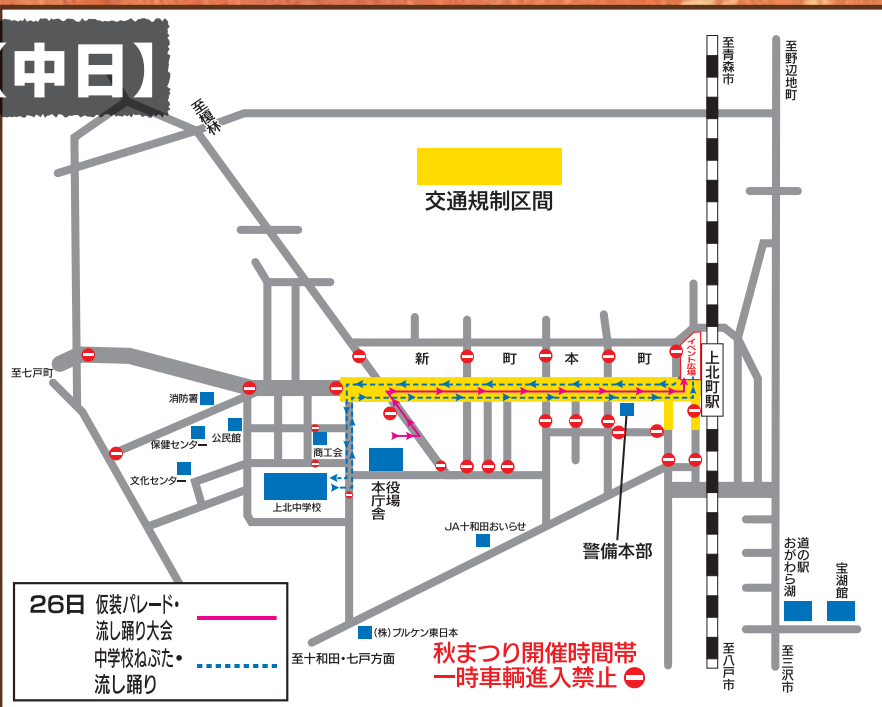 【中日】
至榎林
至青森市
至野辺地町
交通規制区間
至七戸町
新町本町
イベント広場
上北町駅
消防署
公民館
保健センター
文化センター
商工会
上北中学校
役場
本庁舎
JA十和田おいらせ
警備本部
道の駅
おがわら湖
宝湖館
(株)ブルケン東日本
至十和田・七戸方面
至八戸市
至三沢市
26日 仮装パレード・
流し踊り大会
中学校ねぷた・
流し踊り
秋まつり開催時間帯
一時車輌進入禁止